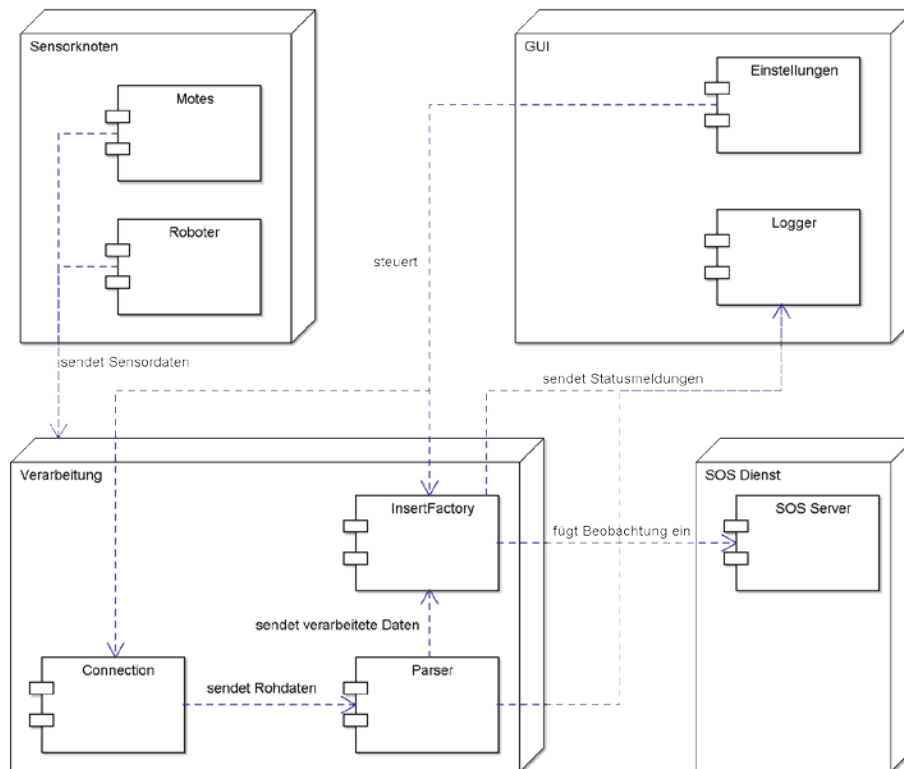 Sensorknoten
Motes
Roboter
sendet Sensordaten
GUI
Einstellungen
Logger
steuert
sendet Statusmeldungen
Verarbeitung
InsertFactory
fügt Beobachtung ein
sendet verarbeitete Daten
Connection
sendet Rohdaten
Parser
SOS Dienst
SOS Server